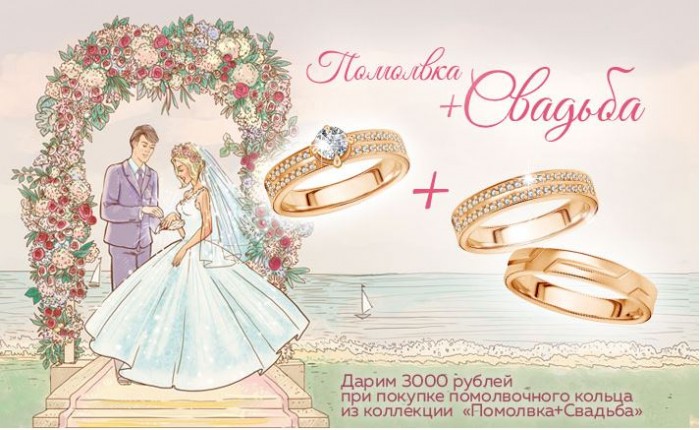 Помолвка
+Свадьба
+
Дарим 3000 рублей
при покупке помолвочного кольца
из коллекции «Помолвка+Свадьба»